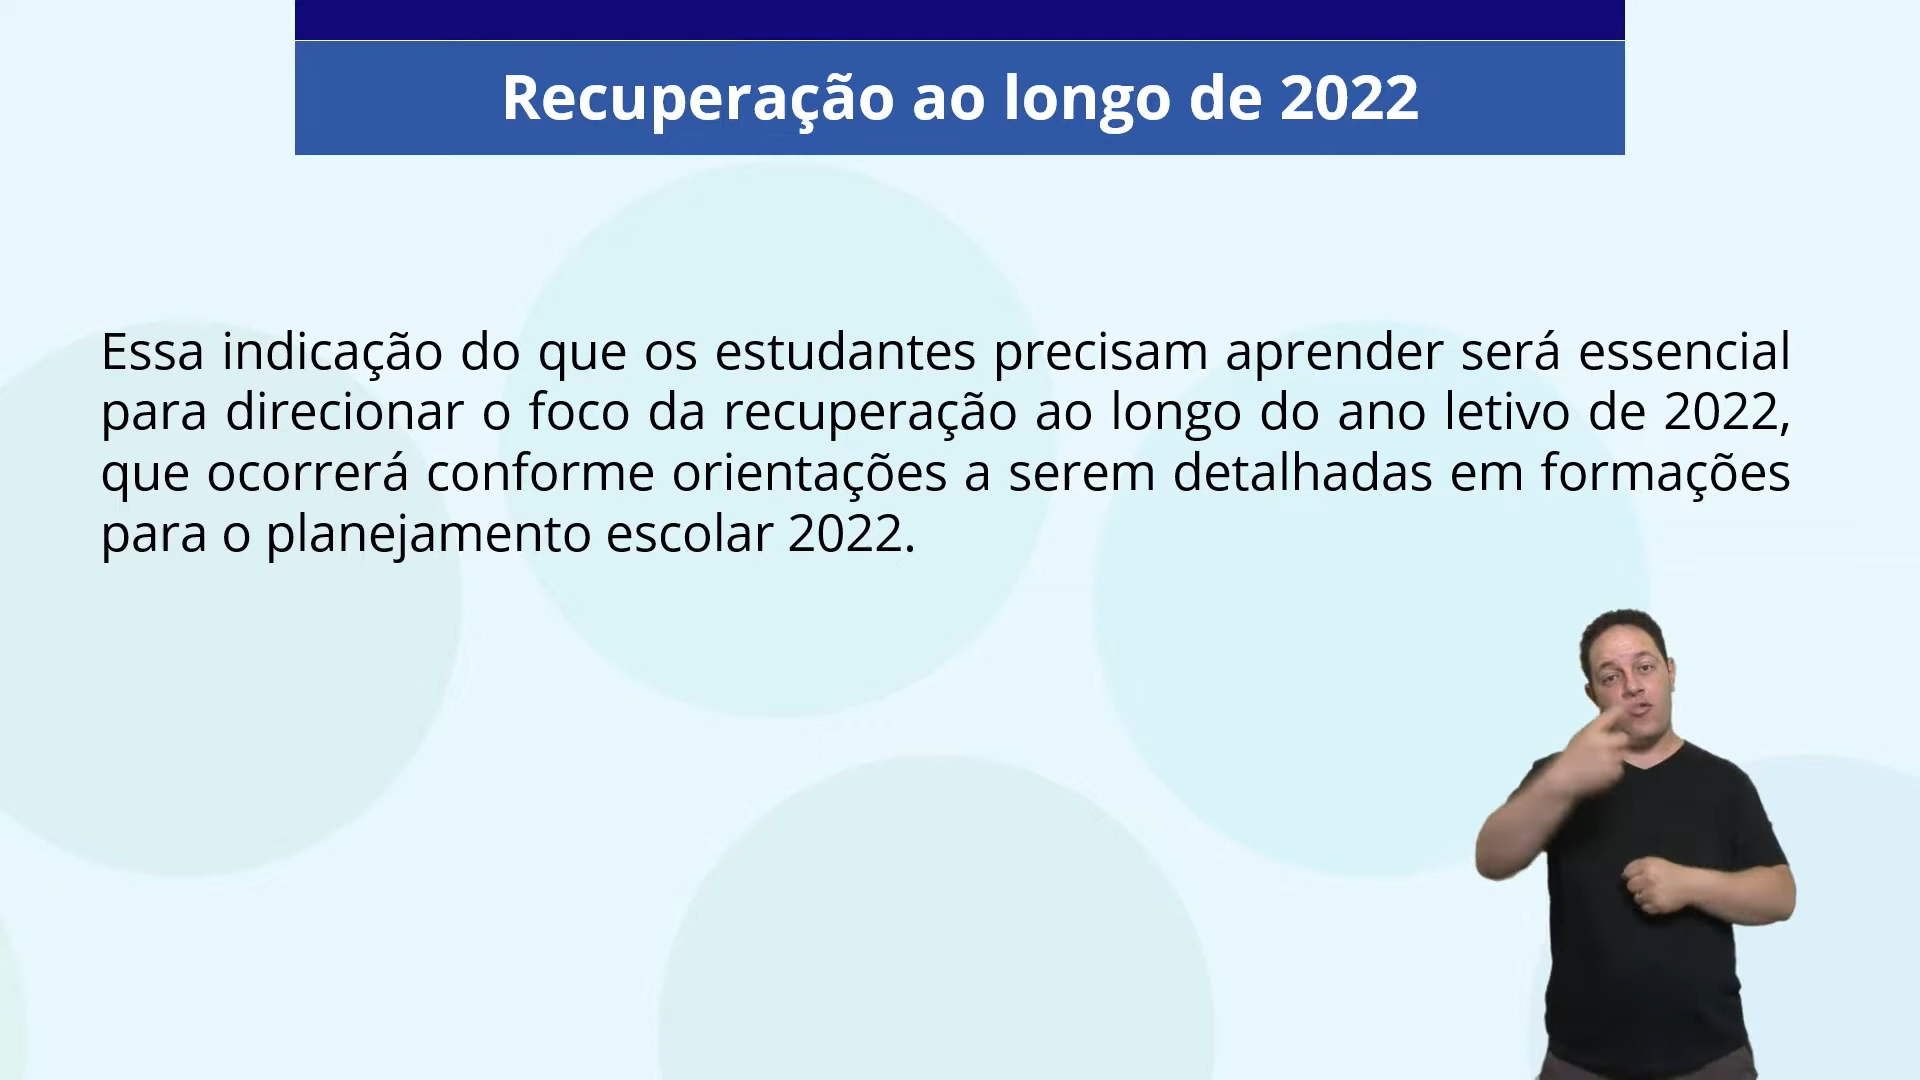 Recuperação ao longo de 2022
Essa indicação do que os estudantes precisam aprender será essencial
para direcionar o foco da recuperação ao longo do ano letivo de 2022,
que ocorrerá conforme orientações a serem detalhadas em formações
para o planejamento escolar 2022.